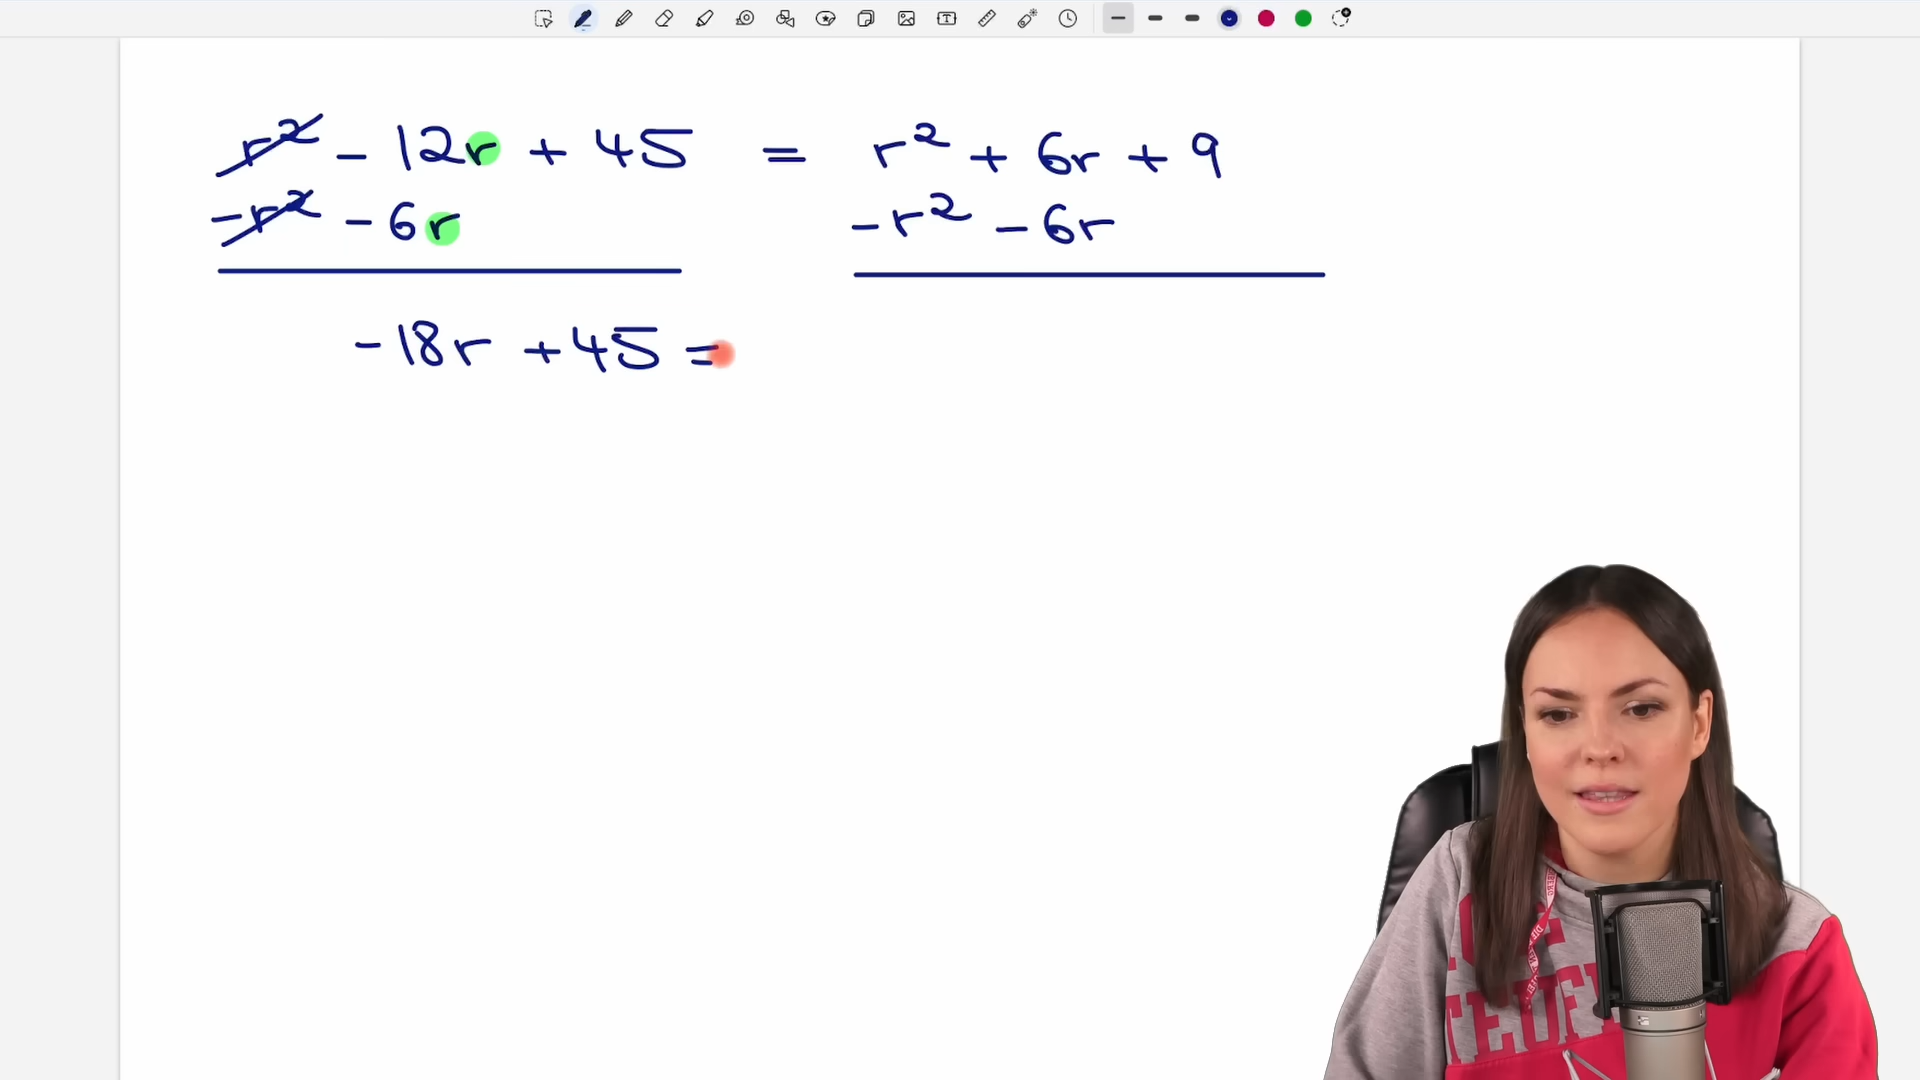 r² - 12r + 45 = r² + 6r + 9
-r² - 6r -r² - 6r
-18r + 45 =